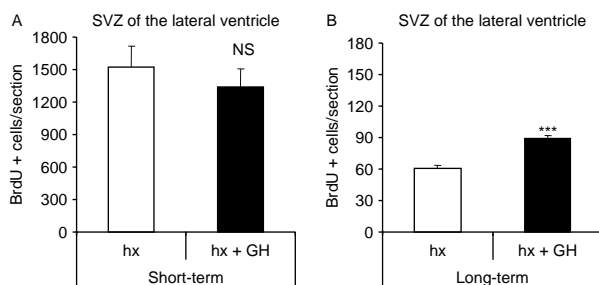 A SVZ of the lateral ventricle
BrdU + cells/section
1800
1500
1200
900
600
300
0
NS
hx hx + GH
Short-term
B SVZ of the lateral ventricle
BrdU + cells/section
180
150
120
90
60
30
0
***
hx hx + GH
Long-term